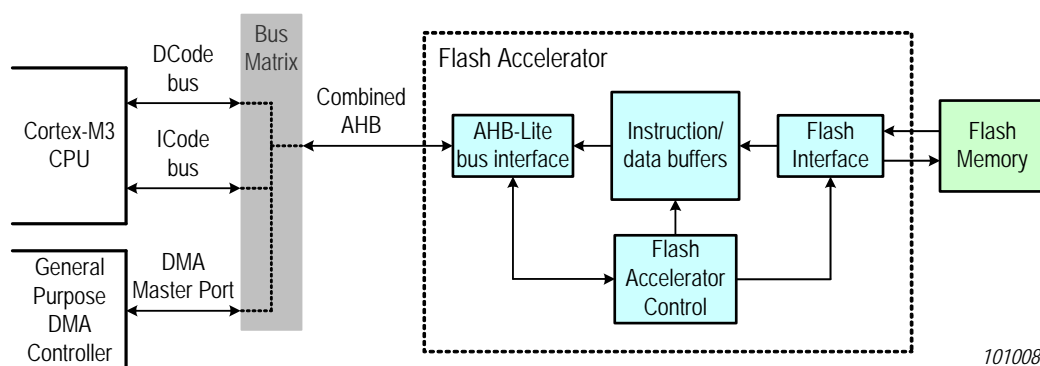 Bus
Matrix
DCode
bus
Cortex-M3
CPU
ICode
bus
General
Purpose
DMA
Controller
DMA
Master Port
Combined
AHB
Flash Accelerator
AHB-Lite
bus interface
Instruction/
data buffers
Flash
Interface
Flash
Accelerator
Control
Flash
Memory
101008